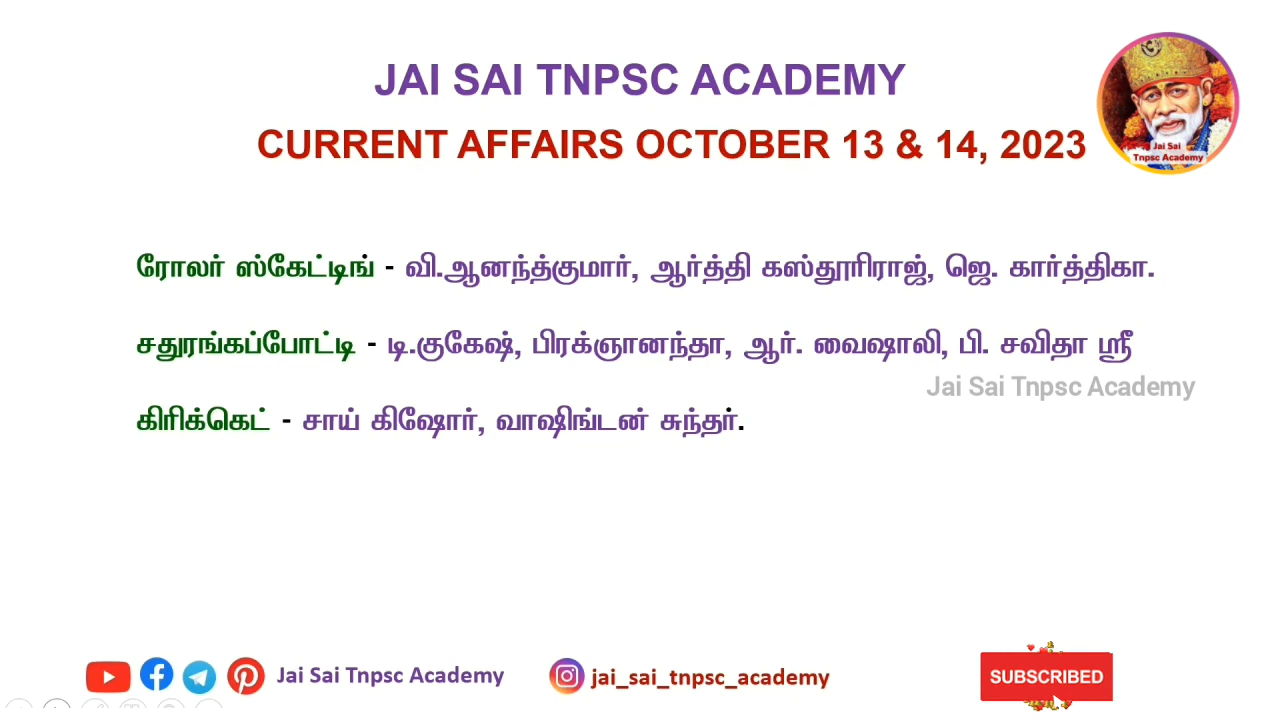 JAI SAI TNPSC ACADEMY
CURRENT AFFAIRS OCTOBER 13 & 14, 2023
Jai Sai
Tnpsc Academy
ரோலர் ஸ்கேட்டிங் - வி.ஆனந்த்குமார், ஆர்த்தி கஸ்தூரிராஜ், ஜெ. கார்த்திகா.
சதுரங்கப்போட்டி - டி.குகேஷ், பிரக்ஞானந்தா, ஆர். வைஷாலி, பி. சவிதா ஸ்ரீ
Jai Sai Tnpsc Academy
கிரிக்கெட் - சாய் கிஷோர், வாஷிங்டன் சுந்தர்.
Jai Sai Tnpsc Academy
jai_sai_tnpsc_academy
SUBSCRIBED